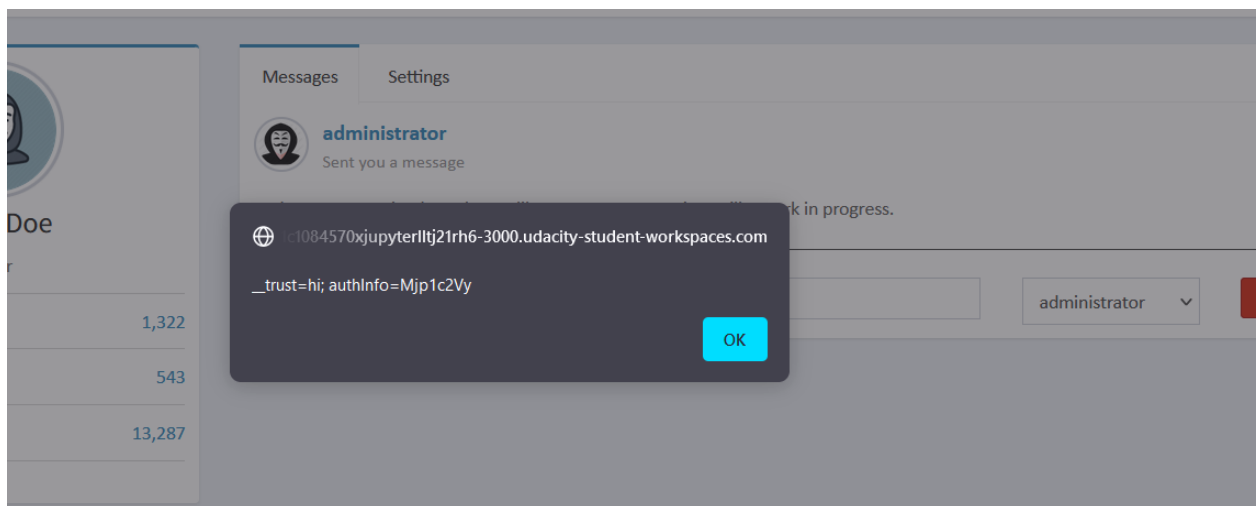 Messages Settings
administrator
Sent you a message
rk in progress.
Doe
r
c1084570xjupyterlltj21rh6-3000.udacity-student-workspaces.com
__trust=hi; authInfo=Mjp1c2Vy
OK
administrator
1,322
543
13,287